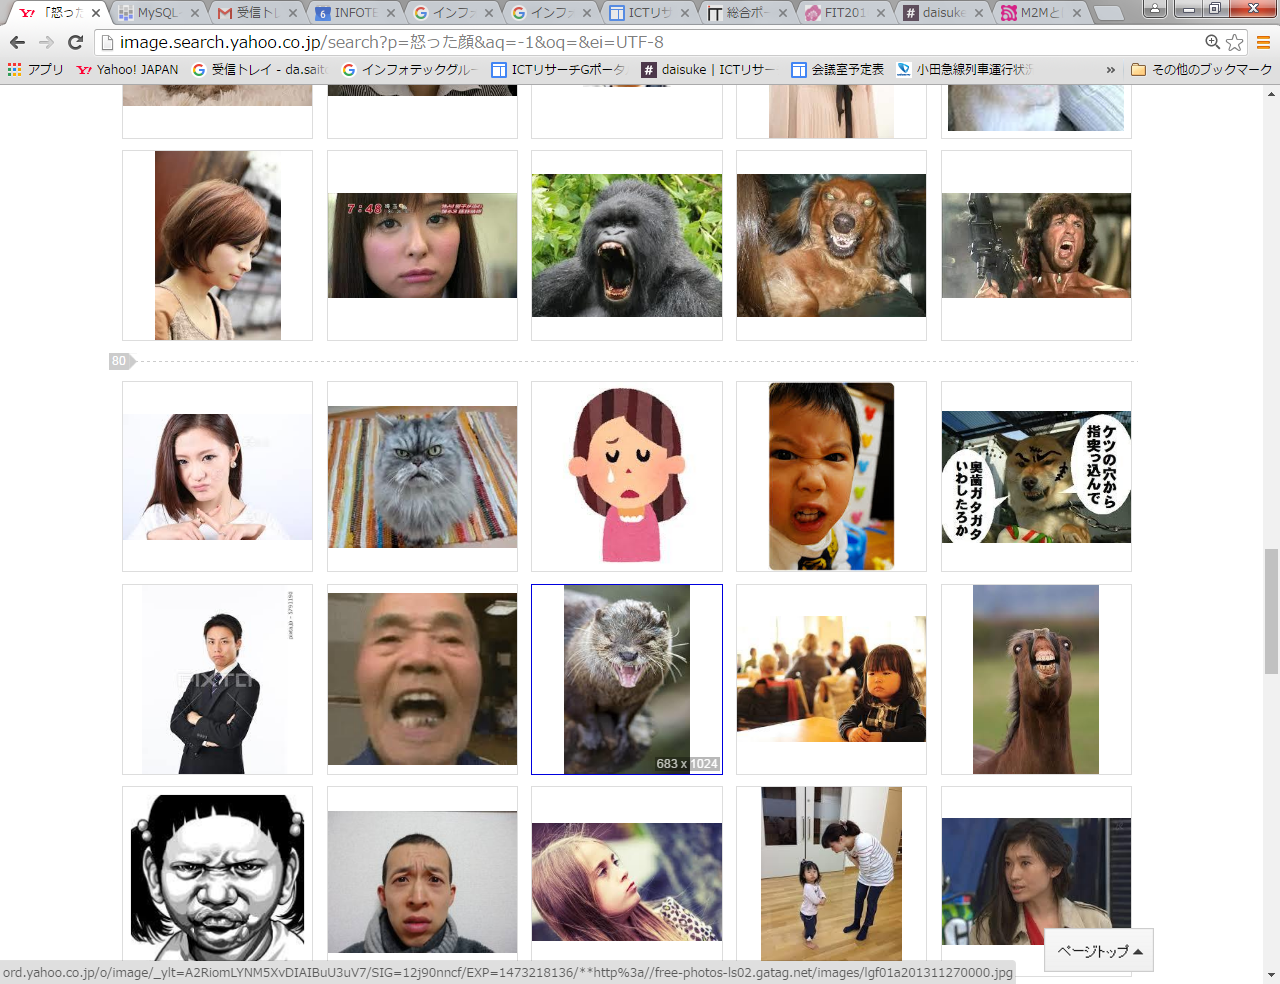 「怒った
MySQL
受信トレ
INFOTE
インフォ
インフォ
ICTリサ
総合ポー
FIT201
daisuke
M2Mと
image.search.yahoo.co.jp/search?p=怒った顔&aq=-1&oq=&ei=UTF-8
アプリ
Yahoo! JAPAN
受信トレイ - da.sait
インフォテックグルー
ICTリサーチGポータ
daisuke | ICTリサー
会議室予定表
小田急線列車運行状況
»
その他のブックマーク
7:48
80
ケツの穴から
指突っ込んで
奥歯ガタガタ
いわしたろか
683 x 1024
ページトップ
ord.yahoo.co.jp/o/image/_ylt=A2RiomLYNM5XvDIAIBuU3uV7/SIG=12j90nncf/EXP=1473218136/**http%3a//free-photos-ls02.gatag.net/images/lgf01a201311270000.jpg